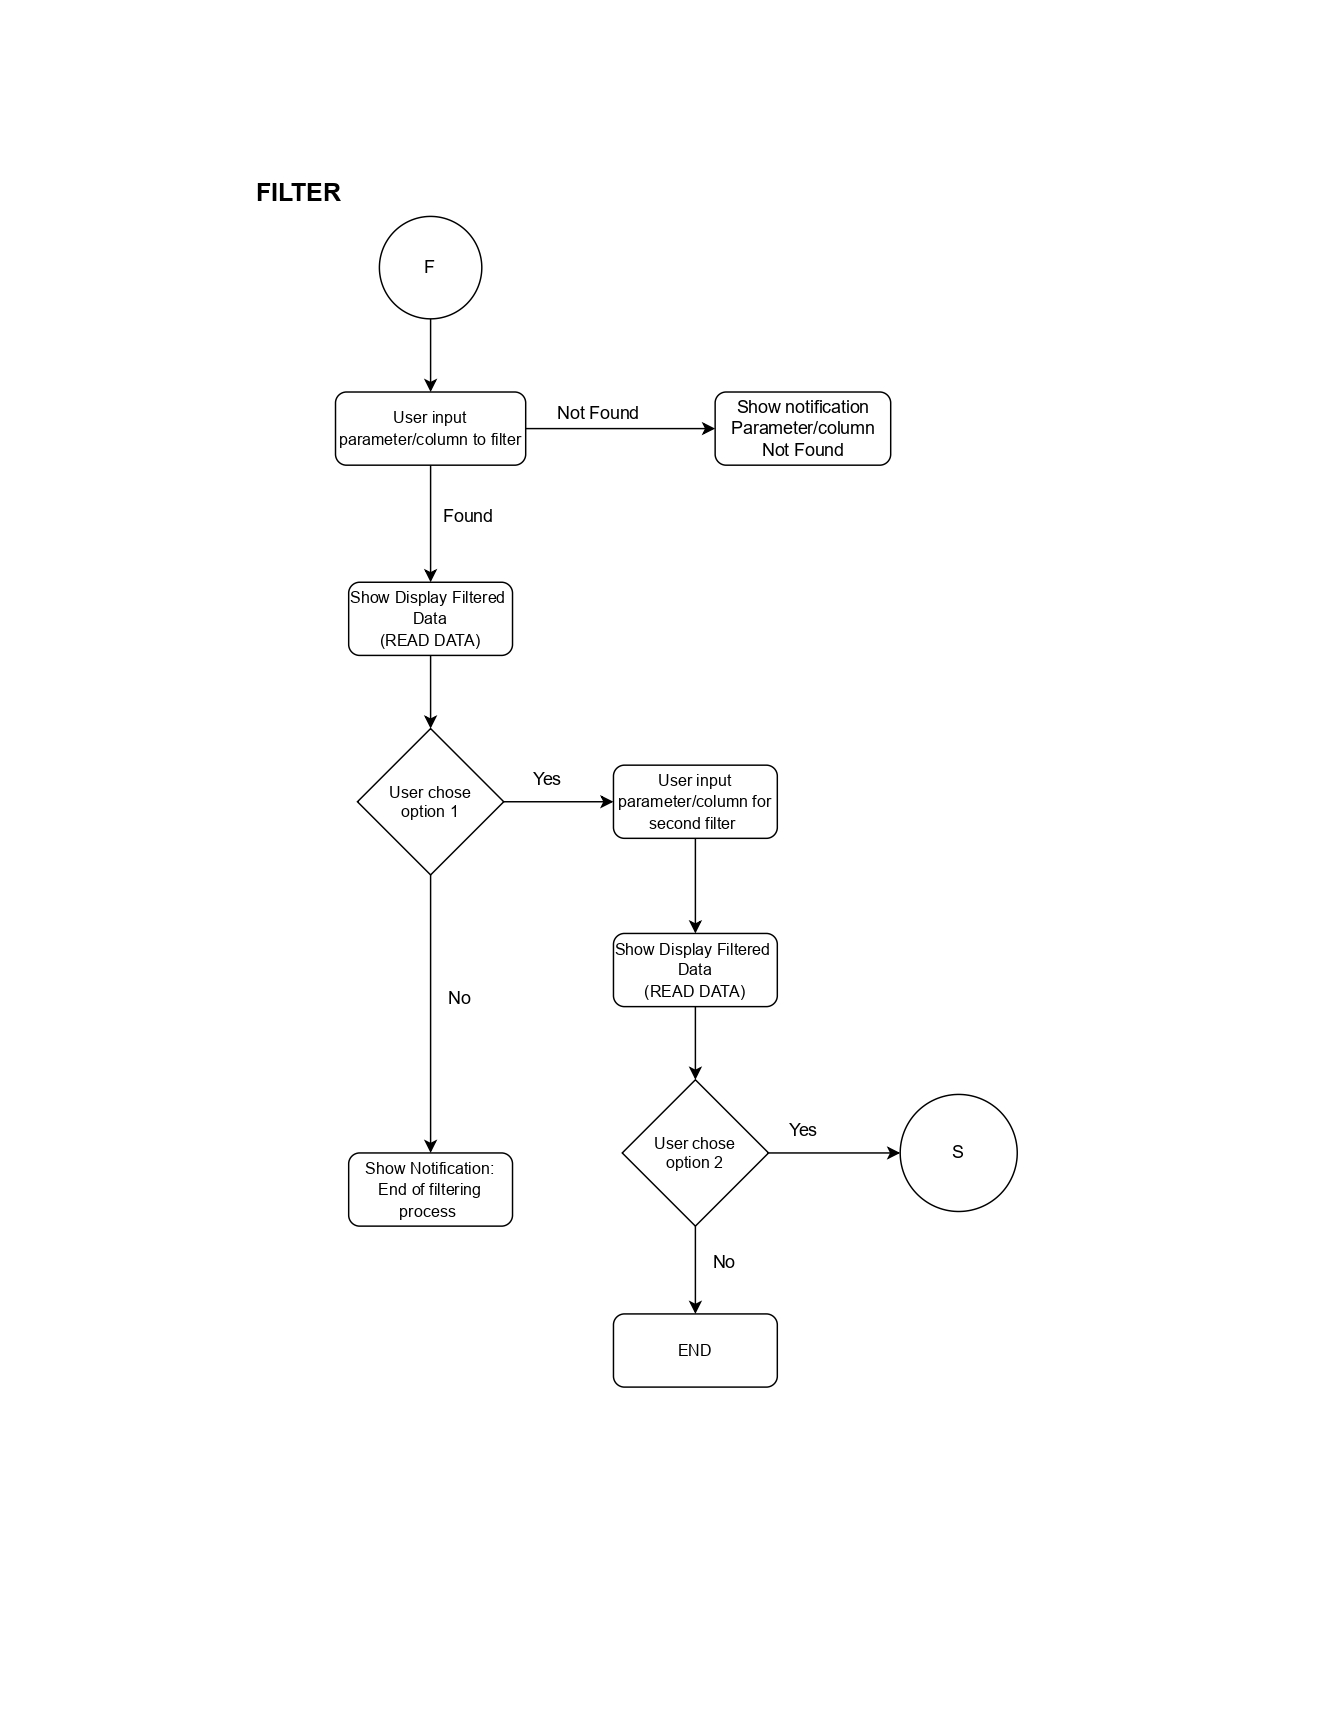 FILTER
F
User input
parameter/column to filter
Not Found
Show notification
Parameter/column
Not Found
Found
Show Display Filtered
Data
(READ DATA)
User chose
option 1
Yes
User input
parameter/column for
second filter
Show Display Filtered
Data
(READ DATA)
No
User chose
option 2
Yes
S
Show Notification:
End of filtering
process
No
END